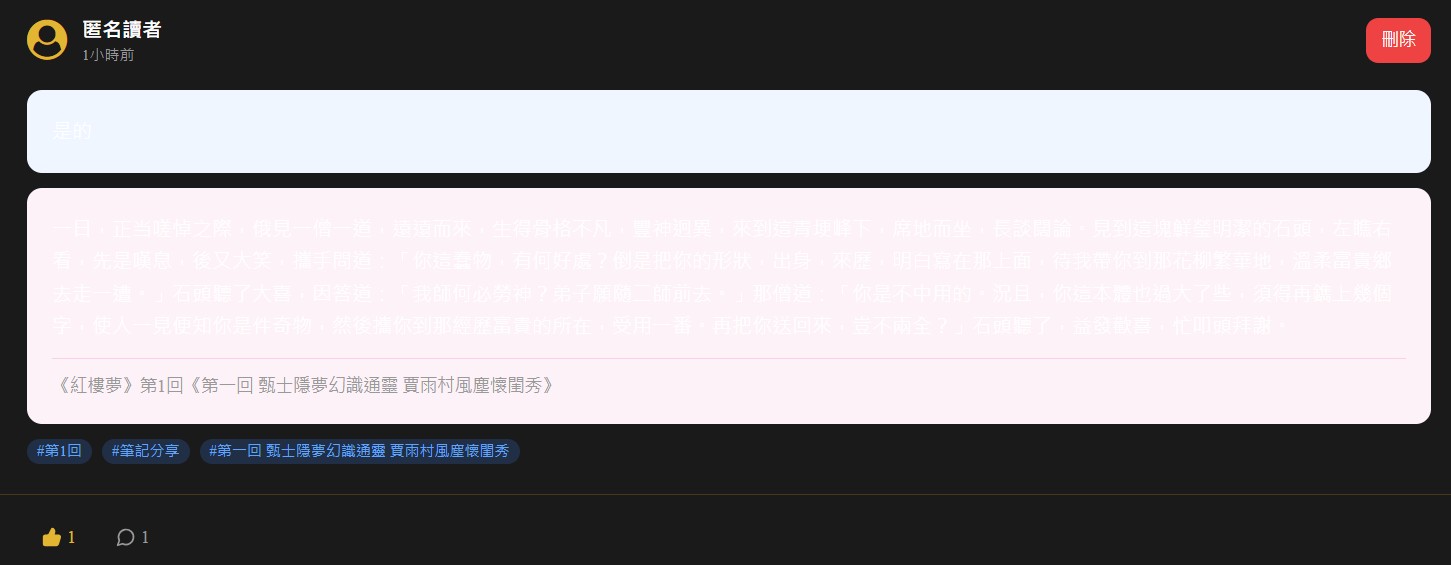 匿名讀者
1小時前
刪除
是的
一日，正當嗟悼之際，俄見一僧一道，遠遠而來，生得骨格不凡，豐神迥異，來到這青埂峰下，席地而坐，長談闊論。見到這塊鮮瑩明潔的石頭，左瞧右
看，先是嘆息，後又大笑，攜手問道：「你這蠢物，有何好處？倒是把你的形狀，出身，來歷，明白寫在那上面，待我帶你到那花柳繁華地，溫柔富貴鄉
去走一遭。」石頭聽了大喜，因答道：「我師何必勞神？弟子願隨二師前去。」那僧道：「你是不中用的。況且，你這本體也過大了些，須得再鐫上幾個
字，使人一見便知你是件奇物，然後攜你到那經歷富貴的所在，受用一番，再把你送回來，豈不兩全？」石頭聽了，益發歡喜，忙叩頭拜謝。
《紅樓夢》第1回《第一回 甄士隱夢幻識通靈 賈雨村風塵懷閨秀》
#第1回 #筆記分享 #第一回 甄士隱夢幻識通靈 賈雨村風塵懷閨秀
1 1